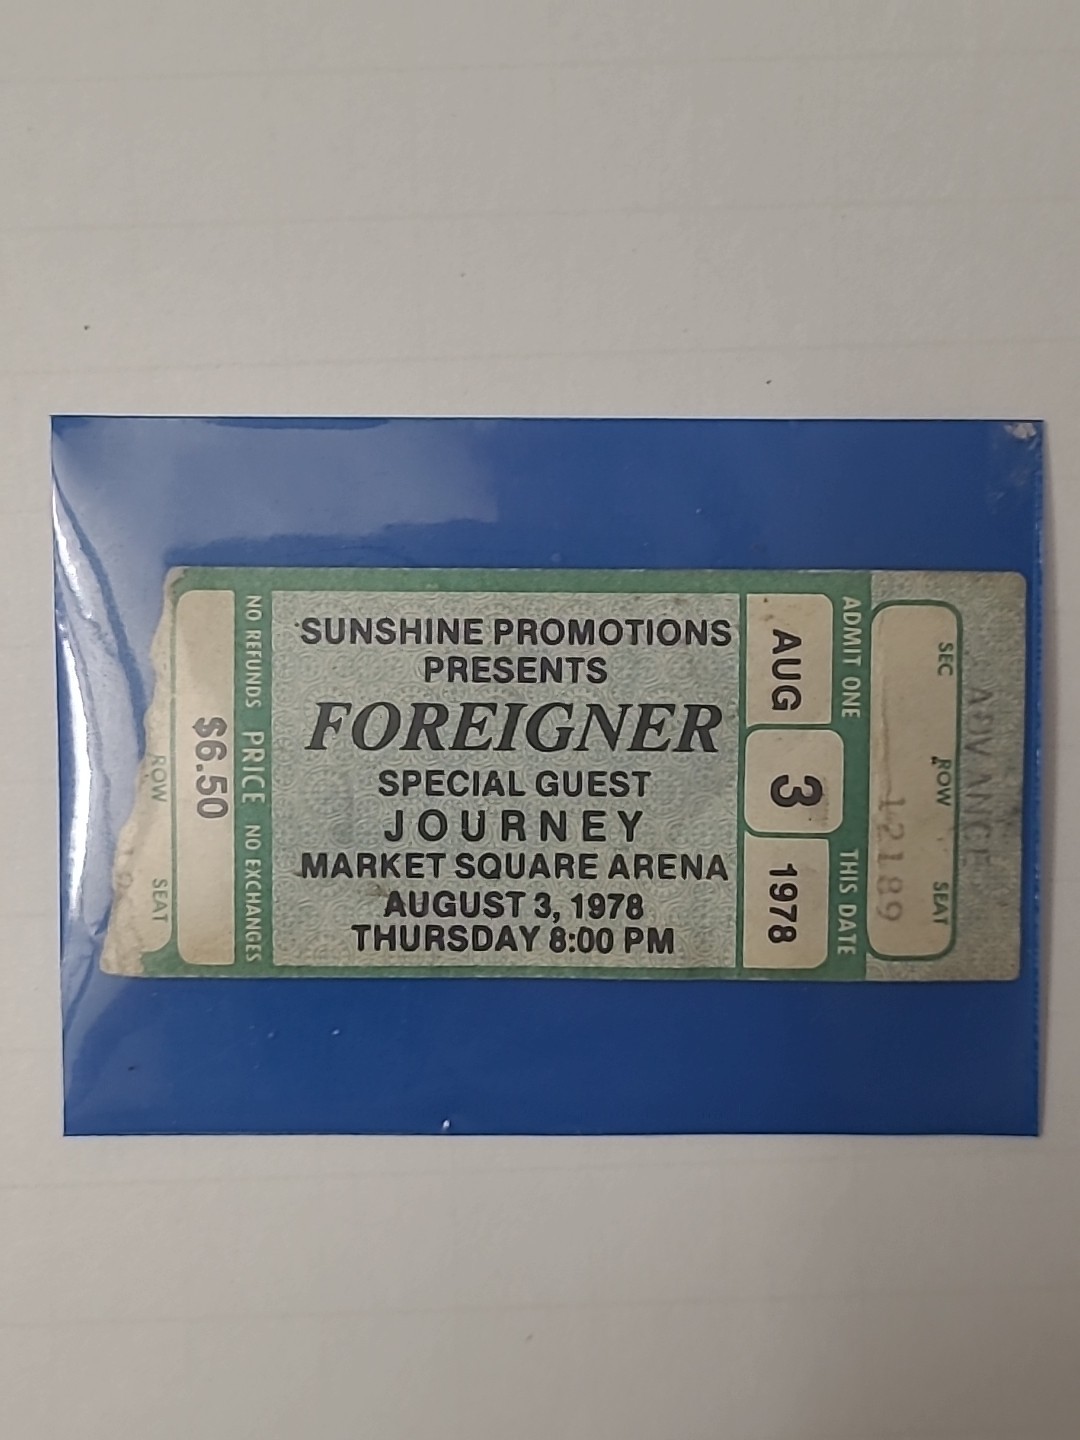 SUNSHINE PROMOTIONS
PRESENTS
FOREIGNER
SPECIAL GUEST
JOURNEY
MARKET SQUARE ARENA
AUGUST 3, 1978
THURSDAY 8:00 PM
ROW SEAT
$6.50
NO REFUNDS PRICE NO EXCHANGES
AUG 3 1978
ADMIT ONE THIS DATE
12189
SEC ROW SEAT
ADVANCE